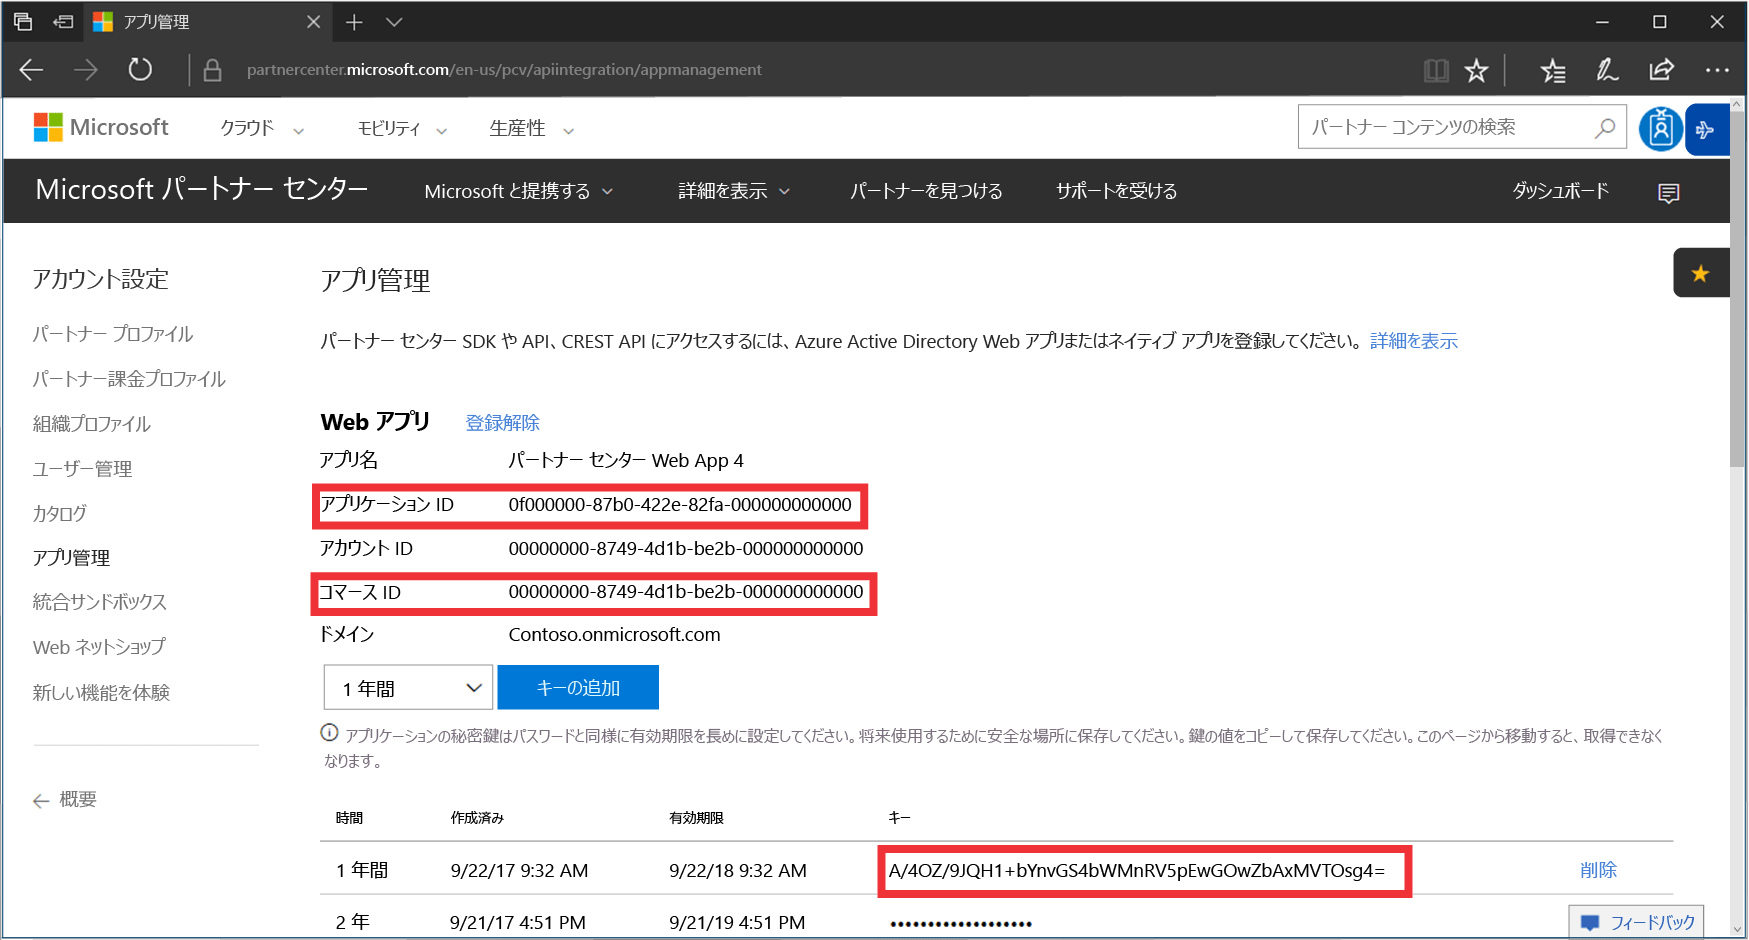 アプリ管理
partnercenter.microsoft.com/en-us/pcv/apiintegration/appmanagement
Microsoft クラウド モビリティ 生産性 パートナー コンテンツの検索
Microsoft パートナー センター Microsoft と提携する 詳細を表示 パートナーを見つける サポートを受ける ダッシュボード
アカウント設定
パートナー プロファイル
パートナー課金プロファイル
組織プロファイル
ユーザー管理
カタログ
アプリ管理
統合サンドボックス
Web ネットショップ
新しい機能を体験
概要
アプリ管理
パートナー センター SDK や API、CREST API にアクセスするには、Azure Active Directory Web アプリまたはネイティブ アプリを登録してください。 詳細を表示
Web アプリ 登録解除
アプリ名 パートナー センター Web App 4
アプリケーション ID 0f000000-87b0-422e-82fa-000000000000
アカウント ID 00000000-8749-4d1b-be2b-000000000000
コマース ID 00000000-8749-4d1b-be2b-000000000000
ドメイン Contoso.onmicrosoft.com
1 年間 キーの追加
アプリケーションの秘密鍵はパスワードと同様に有効期限を長めに設定してください。将来使用するために安全な場所に保存してください。鍵の値をコピーして保存してください。このページから移動すると、取得できなく
なります。
時間 作成済み 有効期限 キー
1 年間 9/22/17 9:32 AM 9/22/18 9:32 AM A/4OZ/9JQH1+bYnvGS4bWMnRV5pEwGOwZbAxMVTOsg4= 削除
2 年 9/21/17 4:51 PM 9/21/19 4:51 PM •••••••••••••••••••
フィードバック